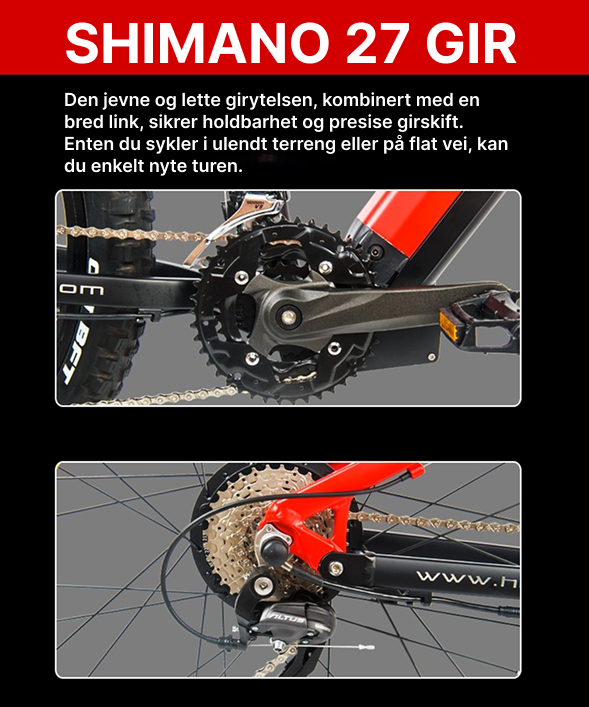 SHIMANO 27 GIR
Den jevne og lette girytelsen, kombinert med en
bred link, sikrer holdbarhet og presise girskift.
Enten du sykler i ulendt terreng eller på flat vei, kan
du enkelt nyte turen.
om
ALTUS
www.h